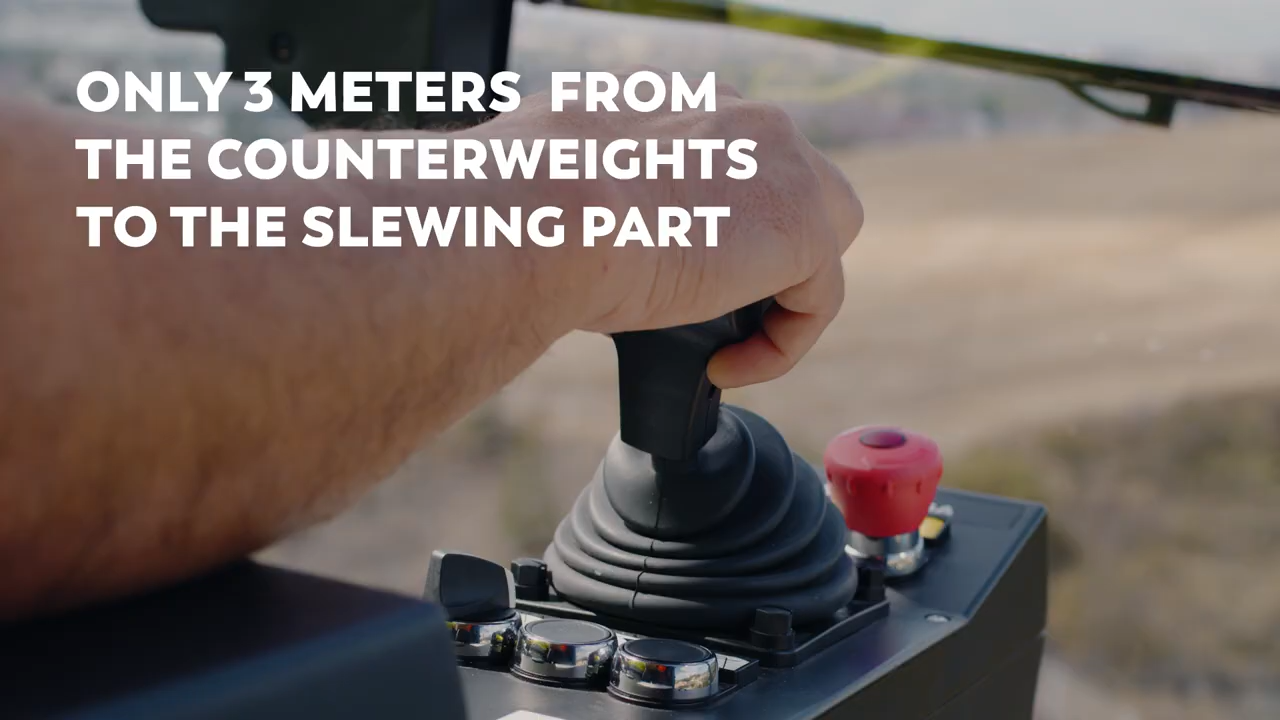 ONLY 3 METERS  FROM
THE COUNTERWEIGHTS
TO THE SLEWING PART